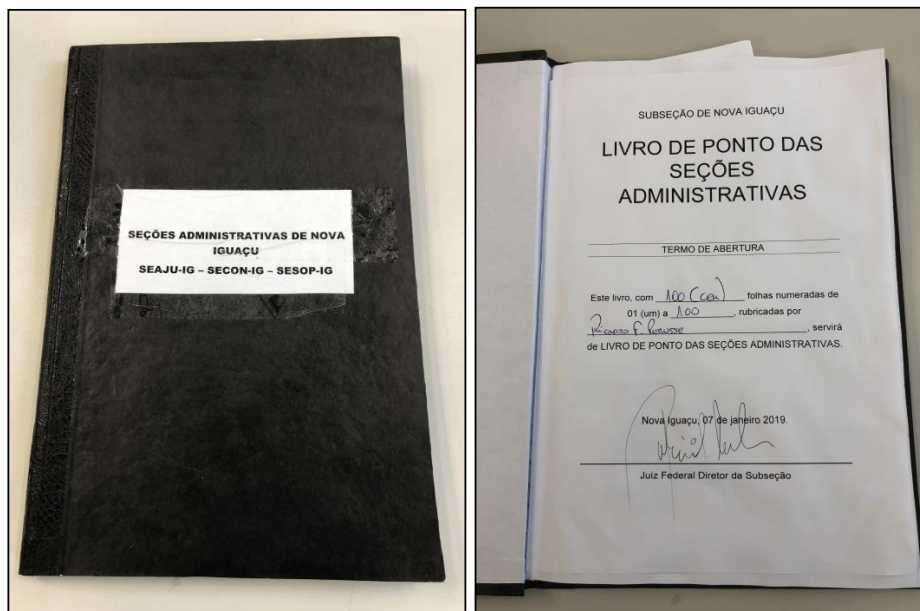 SEÇÕES ADMINISTRATIVAS DE NOVA
IGUAÇU
SEAJU-IG – SECON-IG – SESOP-IG
SUBSEÇÃO DE NOVA IGUAÇU
LIVRO DE PONTO DAS
SEÇÕES
ADMINISTRATIVAS
TERMO DE ABERTURA
Este livro, com 100 (cem) folhas numeradas de
01 (um) a 100, rubricadas por
Ricardo F. , servirá
de LIVRO DE PONTO DAS SEÇÕES ADMINISTRATIVAS.
Nova Iguaçu, 07 de janeiro 2019.
Juiz Federal Diretor da Subseção